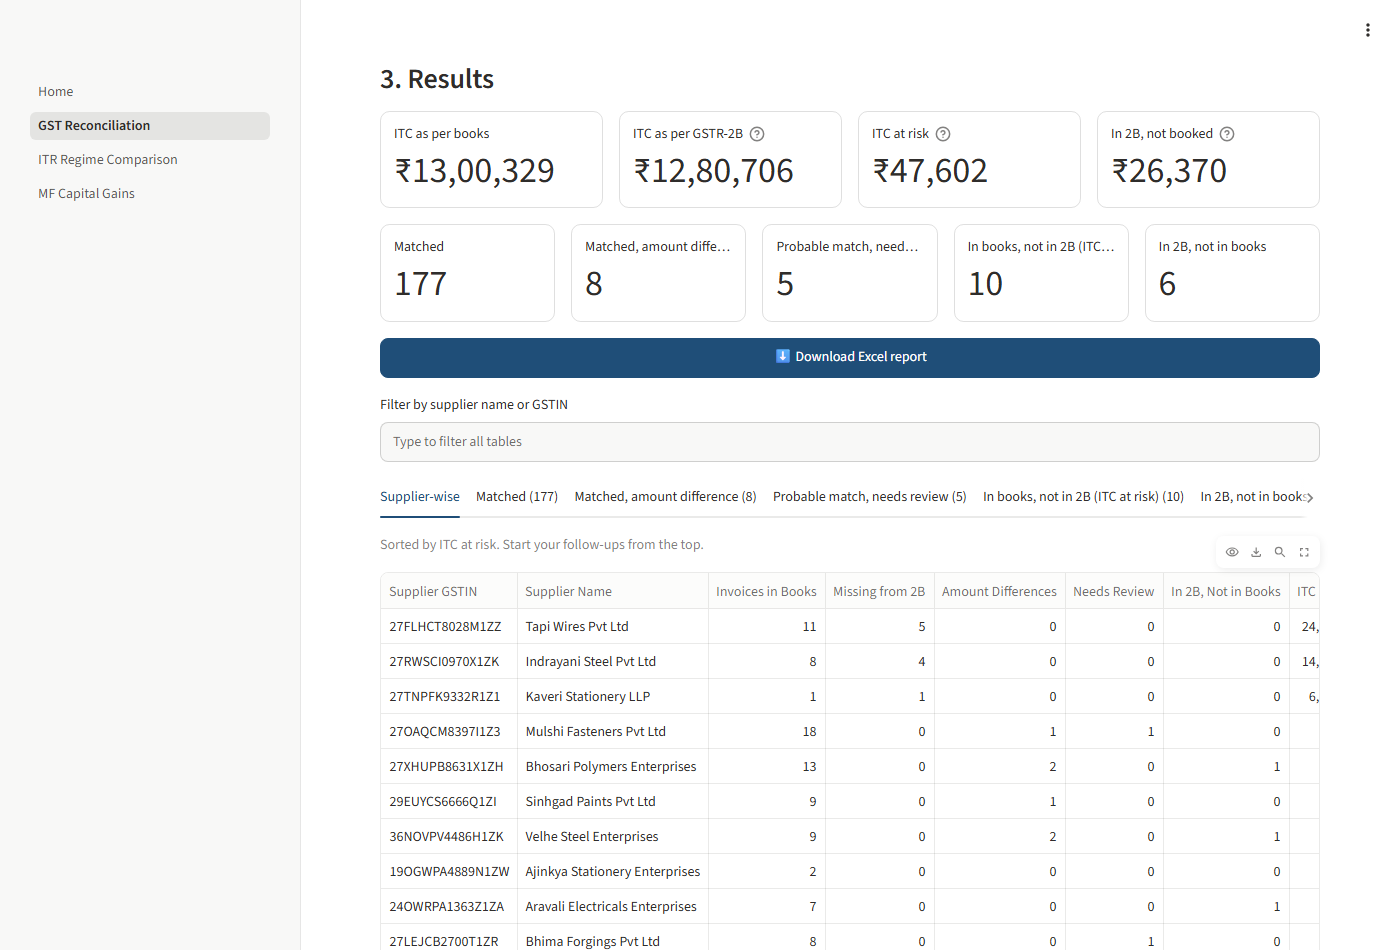 Home
GST Reconciliation
ITR Regime Comparison
MF Capital Gains
3. Results
ITC as per books
₹13,00,329
ITC as per GSTR-2B
₹12,80,706
ITC at risk
₹47,602
In 2B, not booked
₹26,370
Matched
177
Matched, amount diffe…
8
Probable match, need…
5
In books, not in 2B (ITC…
10
In 2B, not in books
6
Download Excel report
Filter by supplier name or GSTIN
Type to filter all tables
Supplier-wise Matched (177) Matched, amount difference (8) Probable match, needs review (5) In books, not in 2B (ITC at risk) (10) In 2B, not in books
Sorted by ITC at risk. Start your follow-ups from the top.
Supplier GSTIN Supplier Name Invoices in Books Missing from 2B Amount Differences Needs Review In 2B, Not in Books ITC
27FLHCT8028M1ZZ Tapi Wires Pvt Ltd 11 5 0 0 0 24,
27RWSCI0970X1ZK Indrayani Steel Pvt Ltd 8 4 0 0 0 14,
27TNPFK9332R1Z1 Kaveri Stationery LLP 1 1 0 0 0 6,
27OAQCM8397I1Z3 Mulshi Fasteners Pvt Ltd 18 0 1 1 0
27XHUPB8631X1ZH Bhosari Polymers Enterprises 13 0 2 0 1
29EUYCS6666Q1ZI Sinhgad Paints Pvt Ltd 9 0 1 0 0
36NOVPV4486H1ZK Velhe Steel Enterprises 9 0 2 0 1
19OGWPA4889N1ZW Ajinkya Stationery Enterprises 2 0 0 0 0
24OWRPA1363Z1ZA Aravali Electricals Enterprises 7 0 0 0 1
27LEJCB2700T1ZR Bhima Forgings Pvt Ltd 8 0 0 1 0